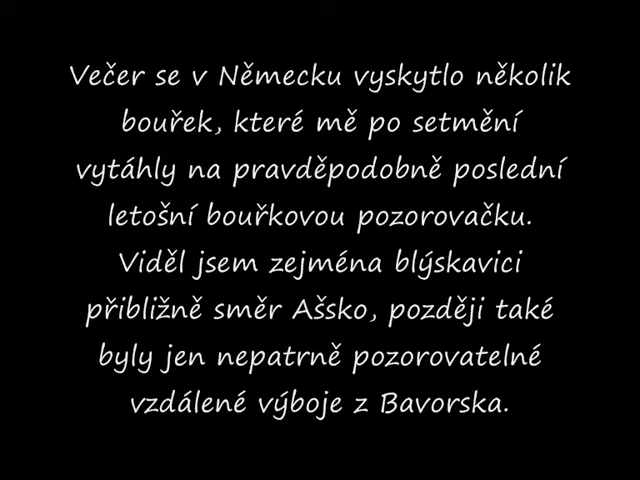 Večer se v Německu vyskytlo několik
bouřek, které mě po setmění
vytáhly na pravděpodobně poslední
letošní bouřkovou pozorovačku.
Viděl jsem zejména blýskavici
přibližně směr Ašsko, později také
byly jen nepatrně pozorovatelné
vzdálené výboje z Bavorska.